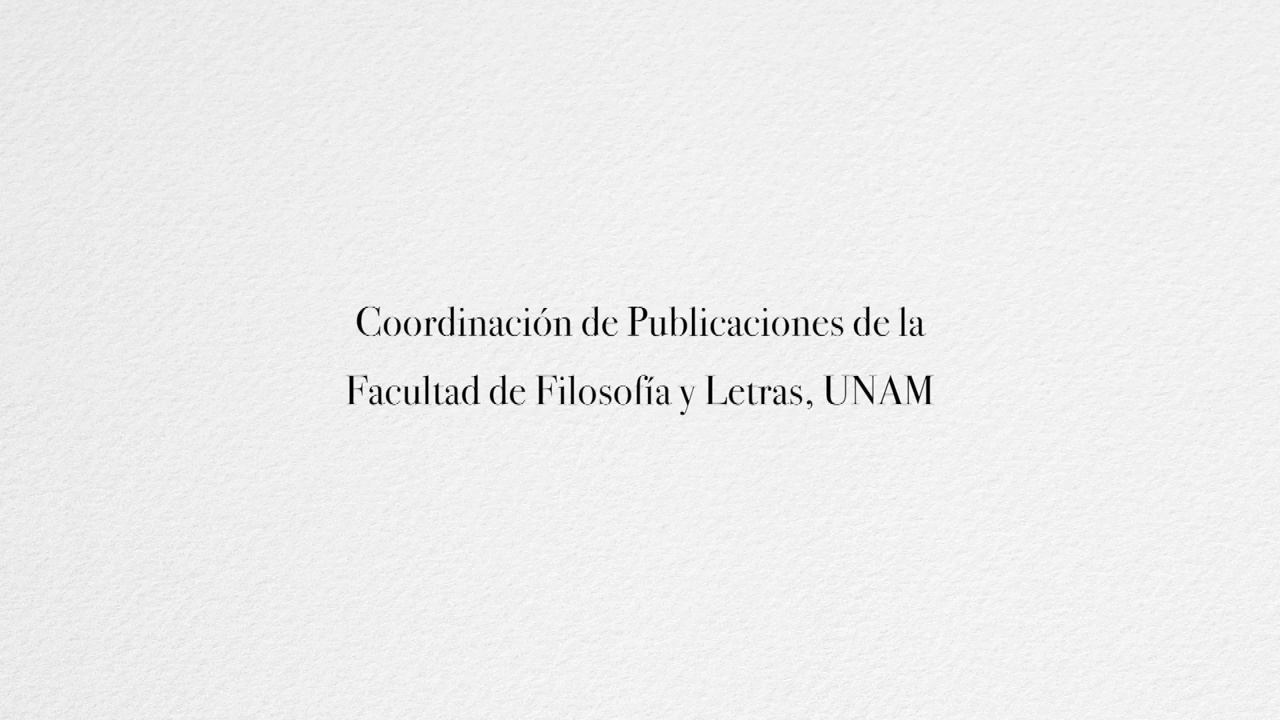 Coordinación de Publicaciones de la
Facultad de Filosofía y Letras, UNAM